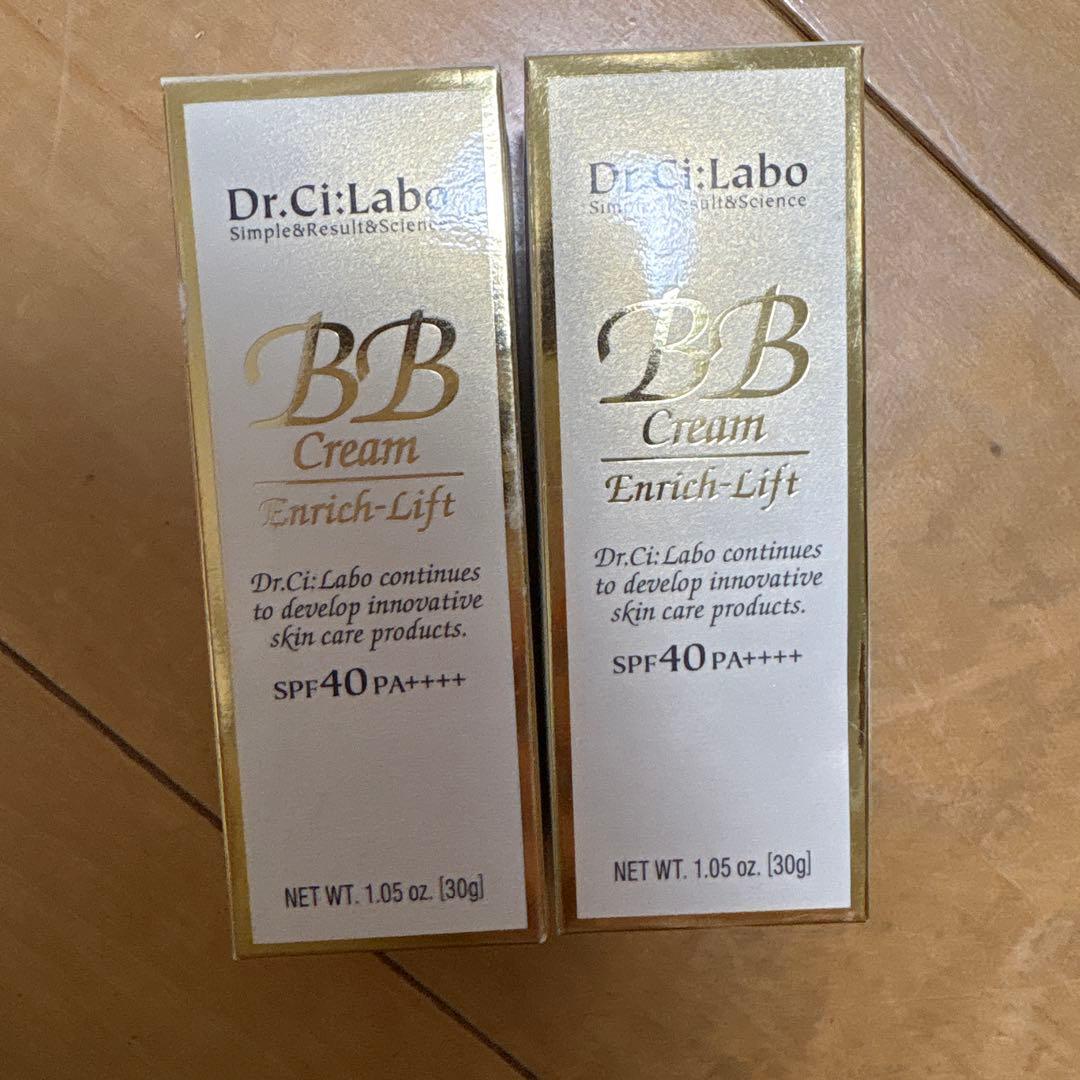 Dr.Ci:Labo
Simple&Result&Science
BB
Cream
Enrich-Lift
Dr.Ci:Labo continues
to develop innovative
skin care products.
SPF40 PA++++
NET WT. 1.05 oz. [30g]
Dr.Ci:Labo
Simple&Result&Science
BB
Cream
Enrich-Lift
Dr.Ci:Labo continues
to develop innovative
skin care products.
SPF40 PA++++
NET WT. 1.05 oz. [30g]